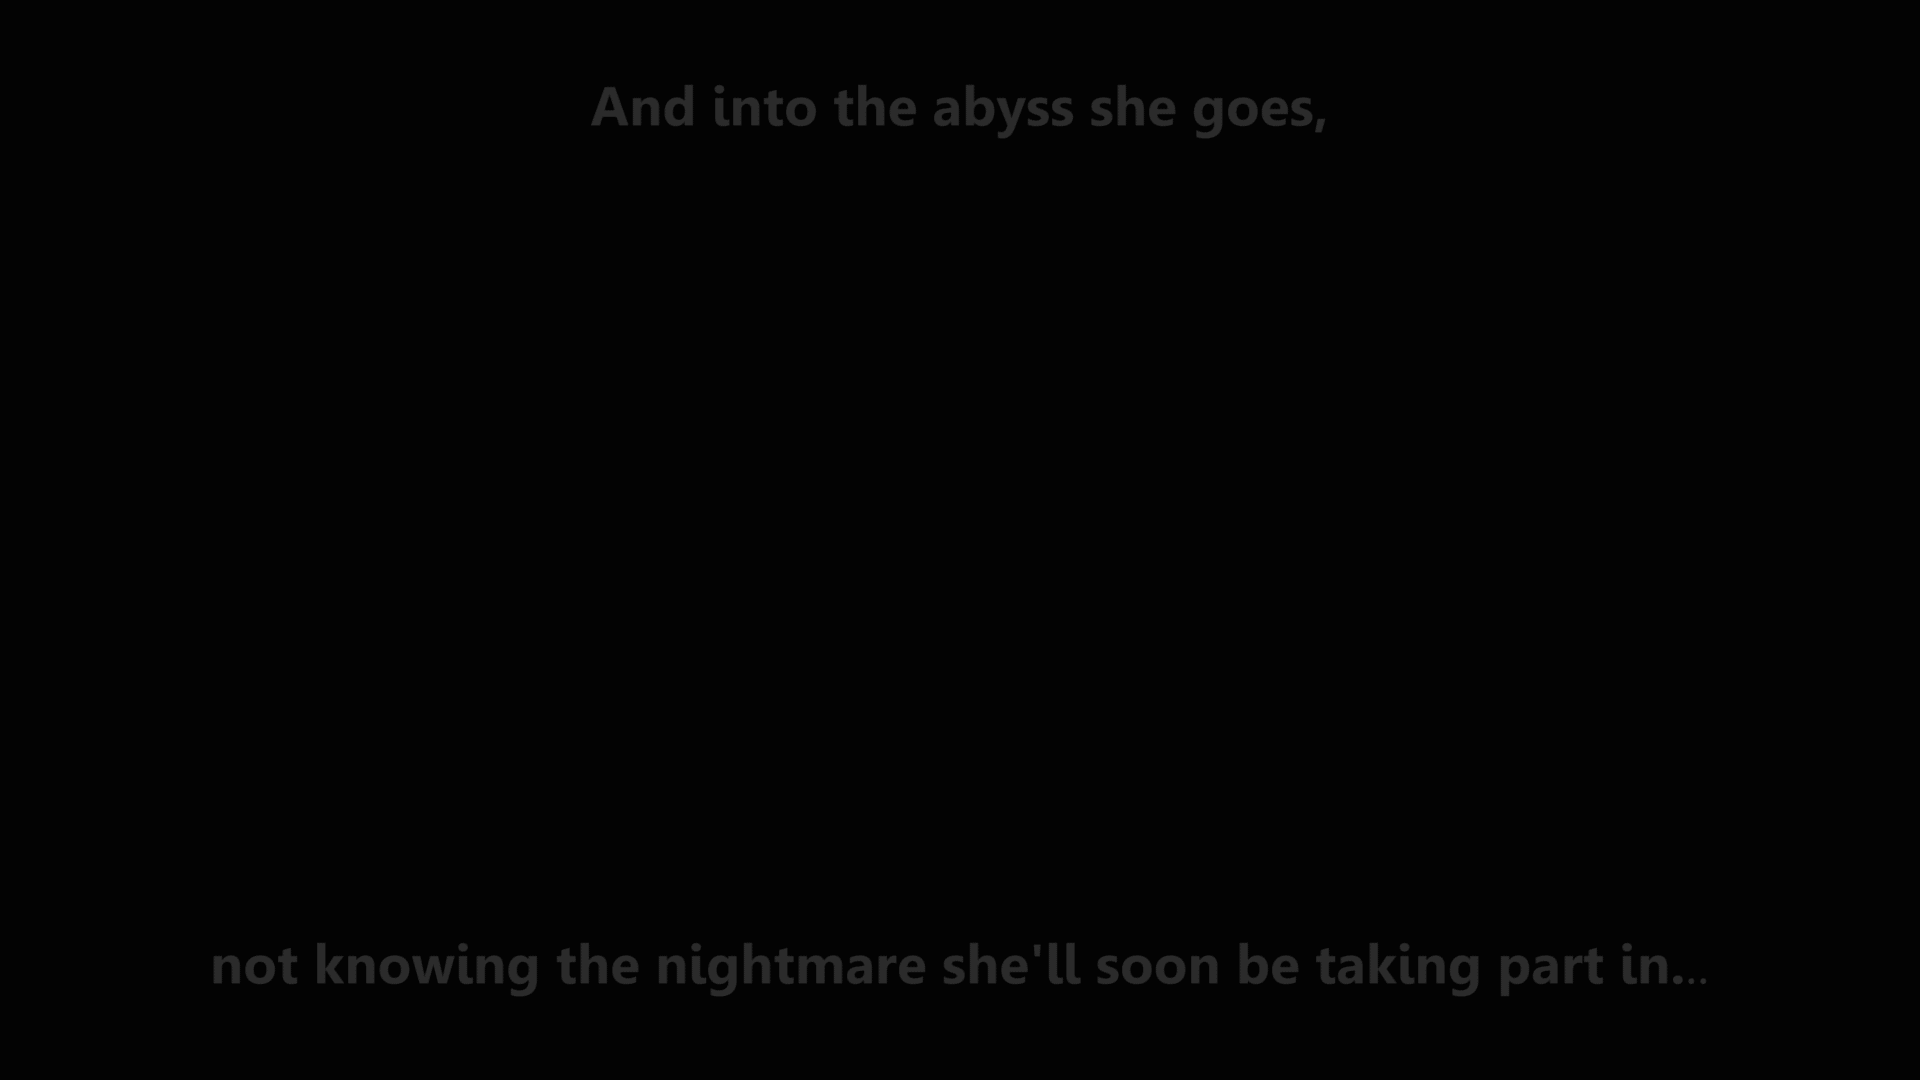 And into the abyss she goes,
not knowing the nightmare she'll soon be taking part in...